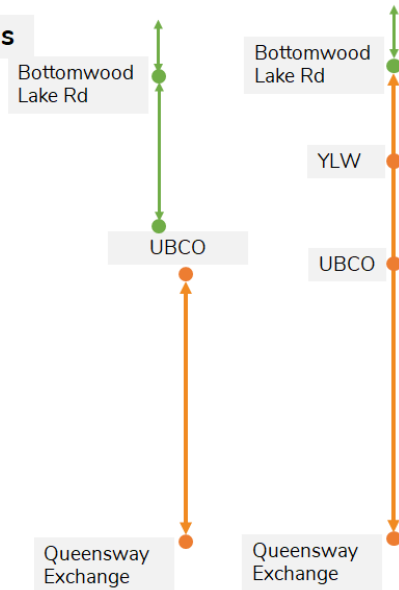 s
Bottomwood
Lake Rd
UBCO
Queensway
Exchange
Bottomwood
Lake Rd
YLW
UBCO
Queensway
Exchange